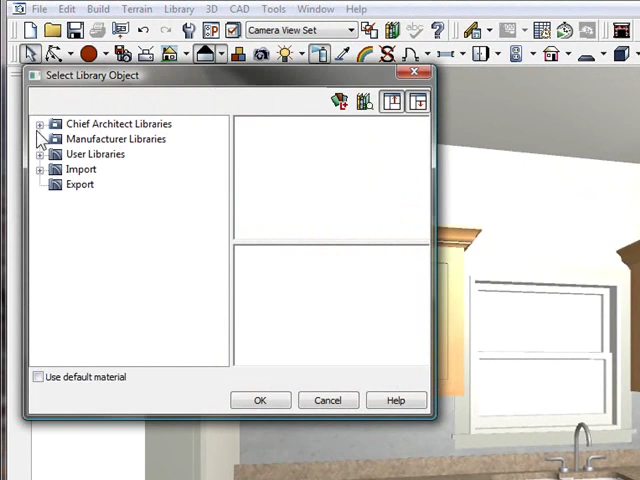 File Edit Build Terrain Library 3D CAD Tools Window Help
Camera View Set
Select Library Object
Chief Architect Libraries
Manufacturer Libraries
User Libraries
Import
Export
Use default material
OK Cancel Help